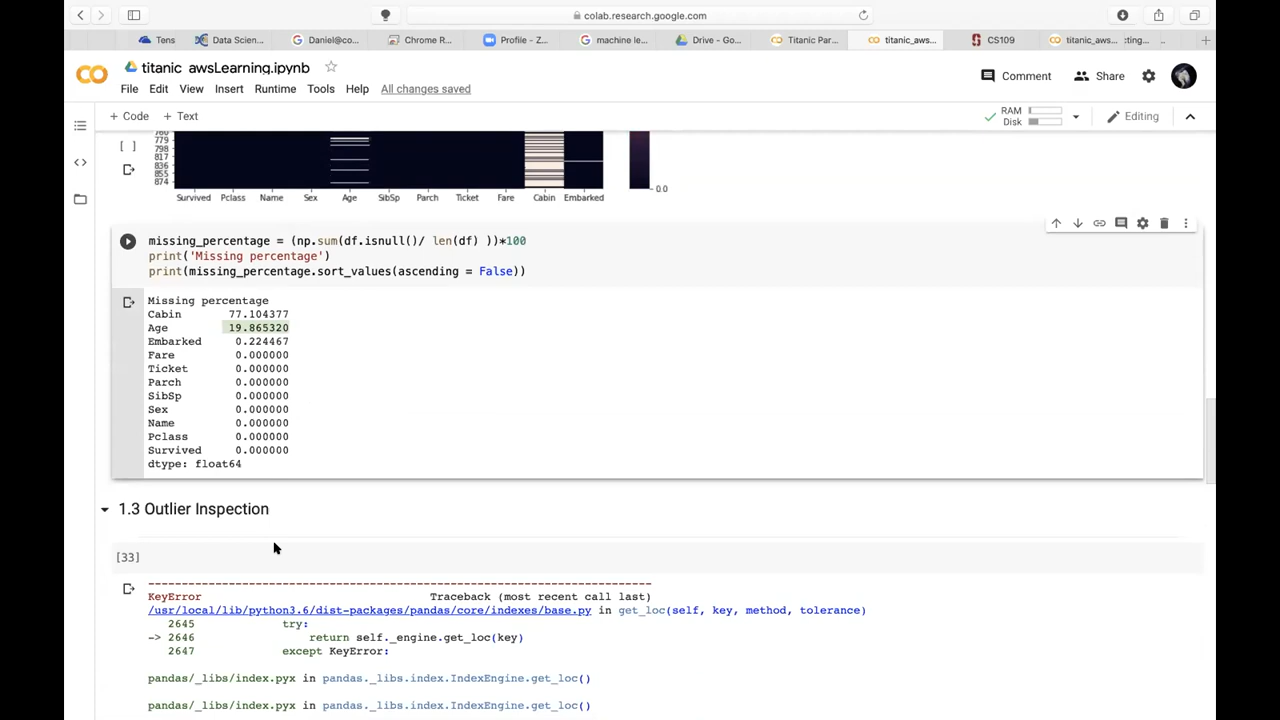 colab.research.google.com
Tens
Data Scien...
Daniel@co...
Chrome R...
Profile - Z...
machine le...
Drive - Go...
Titanic Par...
titanic_aws...
CS109
titanic_aws...
:ting...
titanic_awsLearning.ipynb
Comment
Share
File Edit View Insert Runtime Tools Help All changes saved
+ Code + Text
RAM
Disk
Editing
[ ]
760
779
798
817
836
855
874
0.0
Survived Pclass Name Sex Age SibSp Parch Ticket Fare Cabin Embarked
missing_percentage = (np.sum(df.isnull()/ len(df) ))*100
print('Missing percentage')
print(missing_percentage.sort_values(ascending = False))
Missing percentage
Cabin 77.104377
Age 19.865320
Embarked 0.224467
Fare 0.000000
Ticket 0.000000
Parch 0.000000
SibSp 0.000000
Sex 0.000000
Name 0.000000
Pclass 0.000000
Survived 0.000000
dtype: float64
1.3 Outlier Inspection
[33]
---------------------------------------------------------------------------
KeyError Traceback (most recent call last)
/usr/local/lib/python3.6/dist-packages/pandas/core/indexes/base.py in get_loc(self, key, method, tolerance)
2645 try:
-> 2646 return self._engine.get_loc(key)
2647 except KeyError:
pandas/_libs/index.pyx in pandas._libs.index.IndexEngine.get_loc()
pandas/_libs/index.pyx in pandas._libs.index.IndexEngine.get_loc()